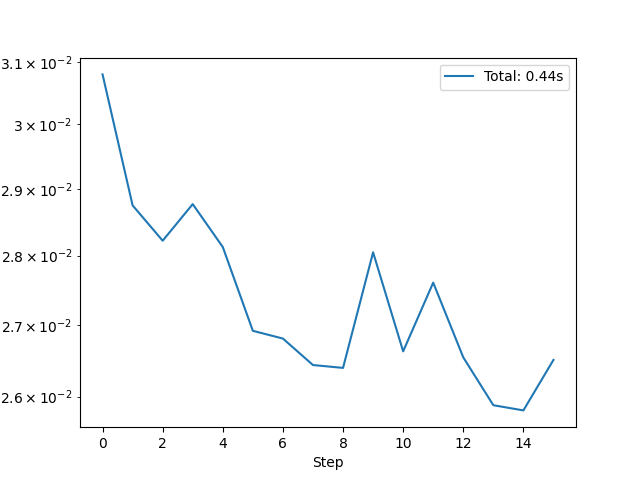 3.1 × 10⁻²
3 × 10⁻²
2.9 × 10⁻²
2.8 × 10⁻²
2.7 × 10⁻²
2.6 × 10⁻²
Total: 0.44s
0 2 4 6 8 10 12 14
Step